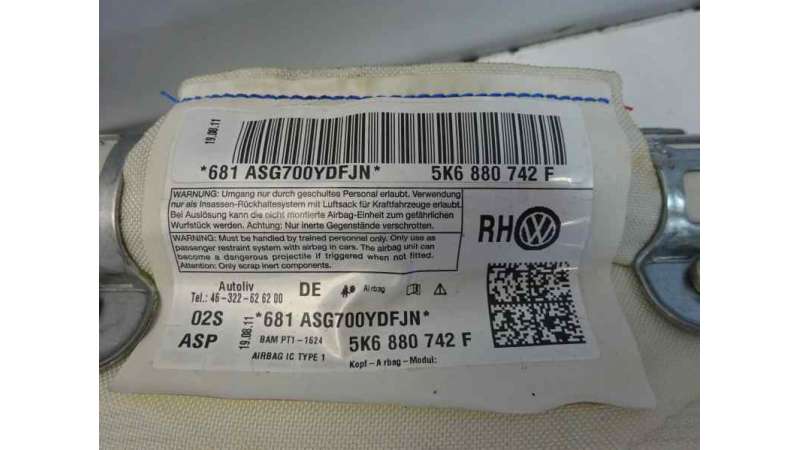 19.08.11
*681 ASG700YDFJN* 5K6 880 742 F
WARNUNG: Umgang nur durch geschultes Personal erlaubt. Verwendung
nur als Insassen-Rückhaltesystem mit Luftsack für Kraftfahrzeuge erlaubt.
Bei Auslösung kann die nicht montierte Airbag-Einheit zum gefährlichen
Wurfstück werden. Achtung: Nur inerte Gegenstände verschrotten.
WARNING: Must be handled by trained personnel only. Only use as
passenger restraint system with airbag in cars. The airbag unit can
become a dangerous projectile if triggered when not fitted.
Attention: Only scrap inert components.
RH
Autoliv
Tel.: 46-322-62 62 00
DE
Airbag
02S
ASP
19.08.11
*681 ASG700YDFJN*
BAM PT1-1624
5K6 880 742 F
AIRBAG IC TYPE 1
Kopf-Airbag-Modul: